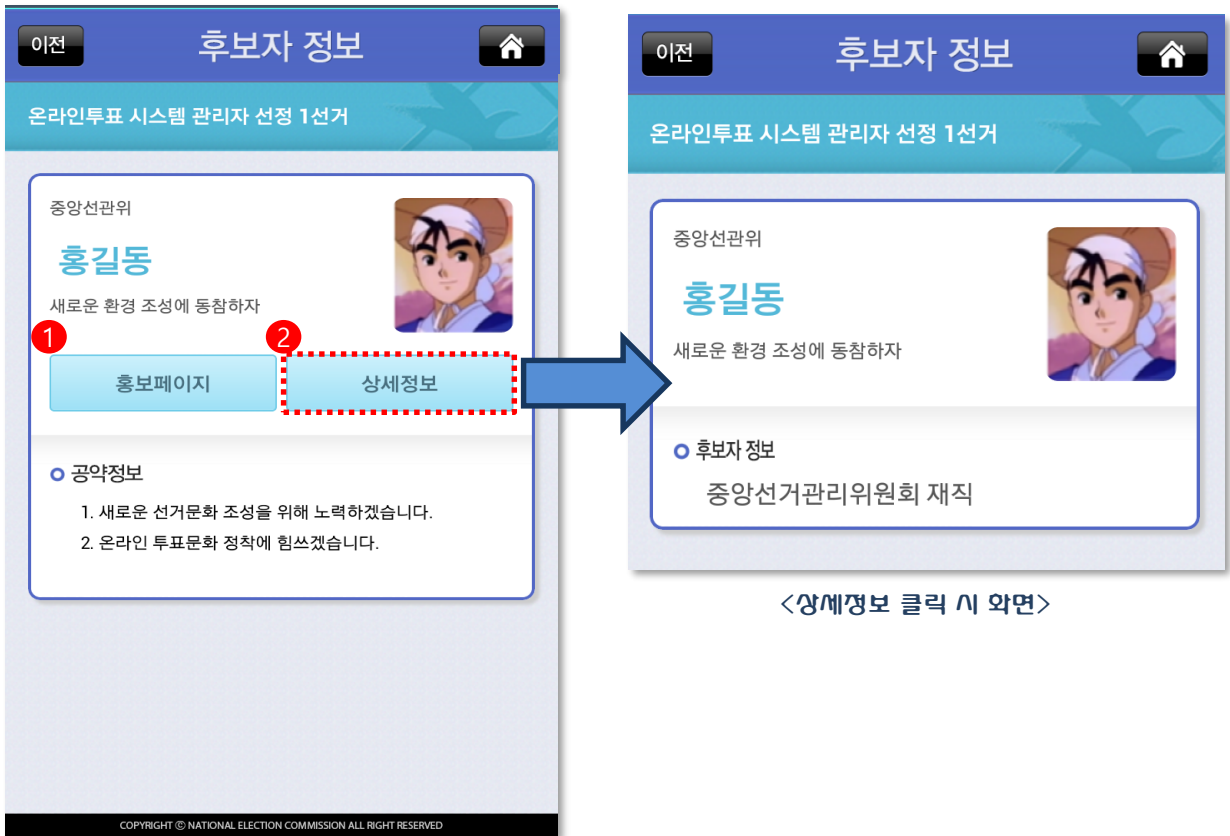 이전
후보자 정보
온라인투표 시스템 관리자 선정 1선거
중앙선관위
홍길동
새로운 환경 조성에 동참하자
1
2
홍보페이지
상세정보
공약정보
1. 새로운 선거문화 조성을 위해 노력하겠습니다.
2. 온라인 투표문화 정착에 힘쓰겠습니다.
COPYRIGHT ⓒ NATIONAL ELECTION COMMISSION ALL RIGHT RESERVED
이전
후보자 정보
온라인투표 시스템 관리자 선정 1선거
중앙선관위
홍길동
새로운 환경 조성에 동참하자
후보자 정보
중앙선거관리위원회 재직
<상세정보 클릭 시 화면>